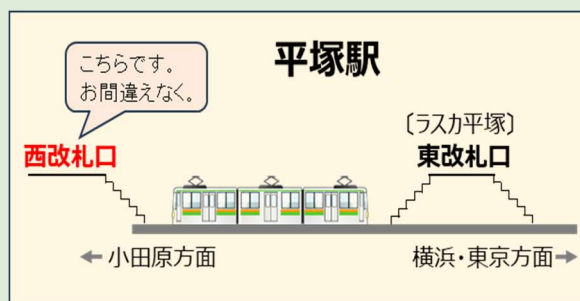 平塚駅
こちらです。
お間違えなく。
西改札口
〔ラスカ平塚〕
東改札口
← 小田原方面
横浜・東京方面→